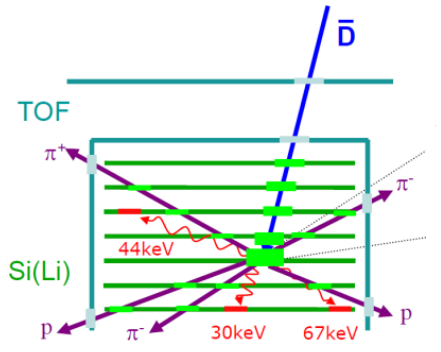 D̄
TOF
π⁺
π⁻
44keV
Si(Li)
p
π⁻
30keV
67keV
p